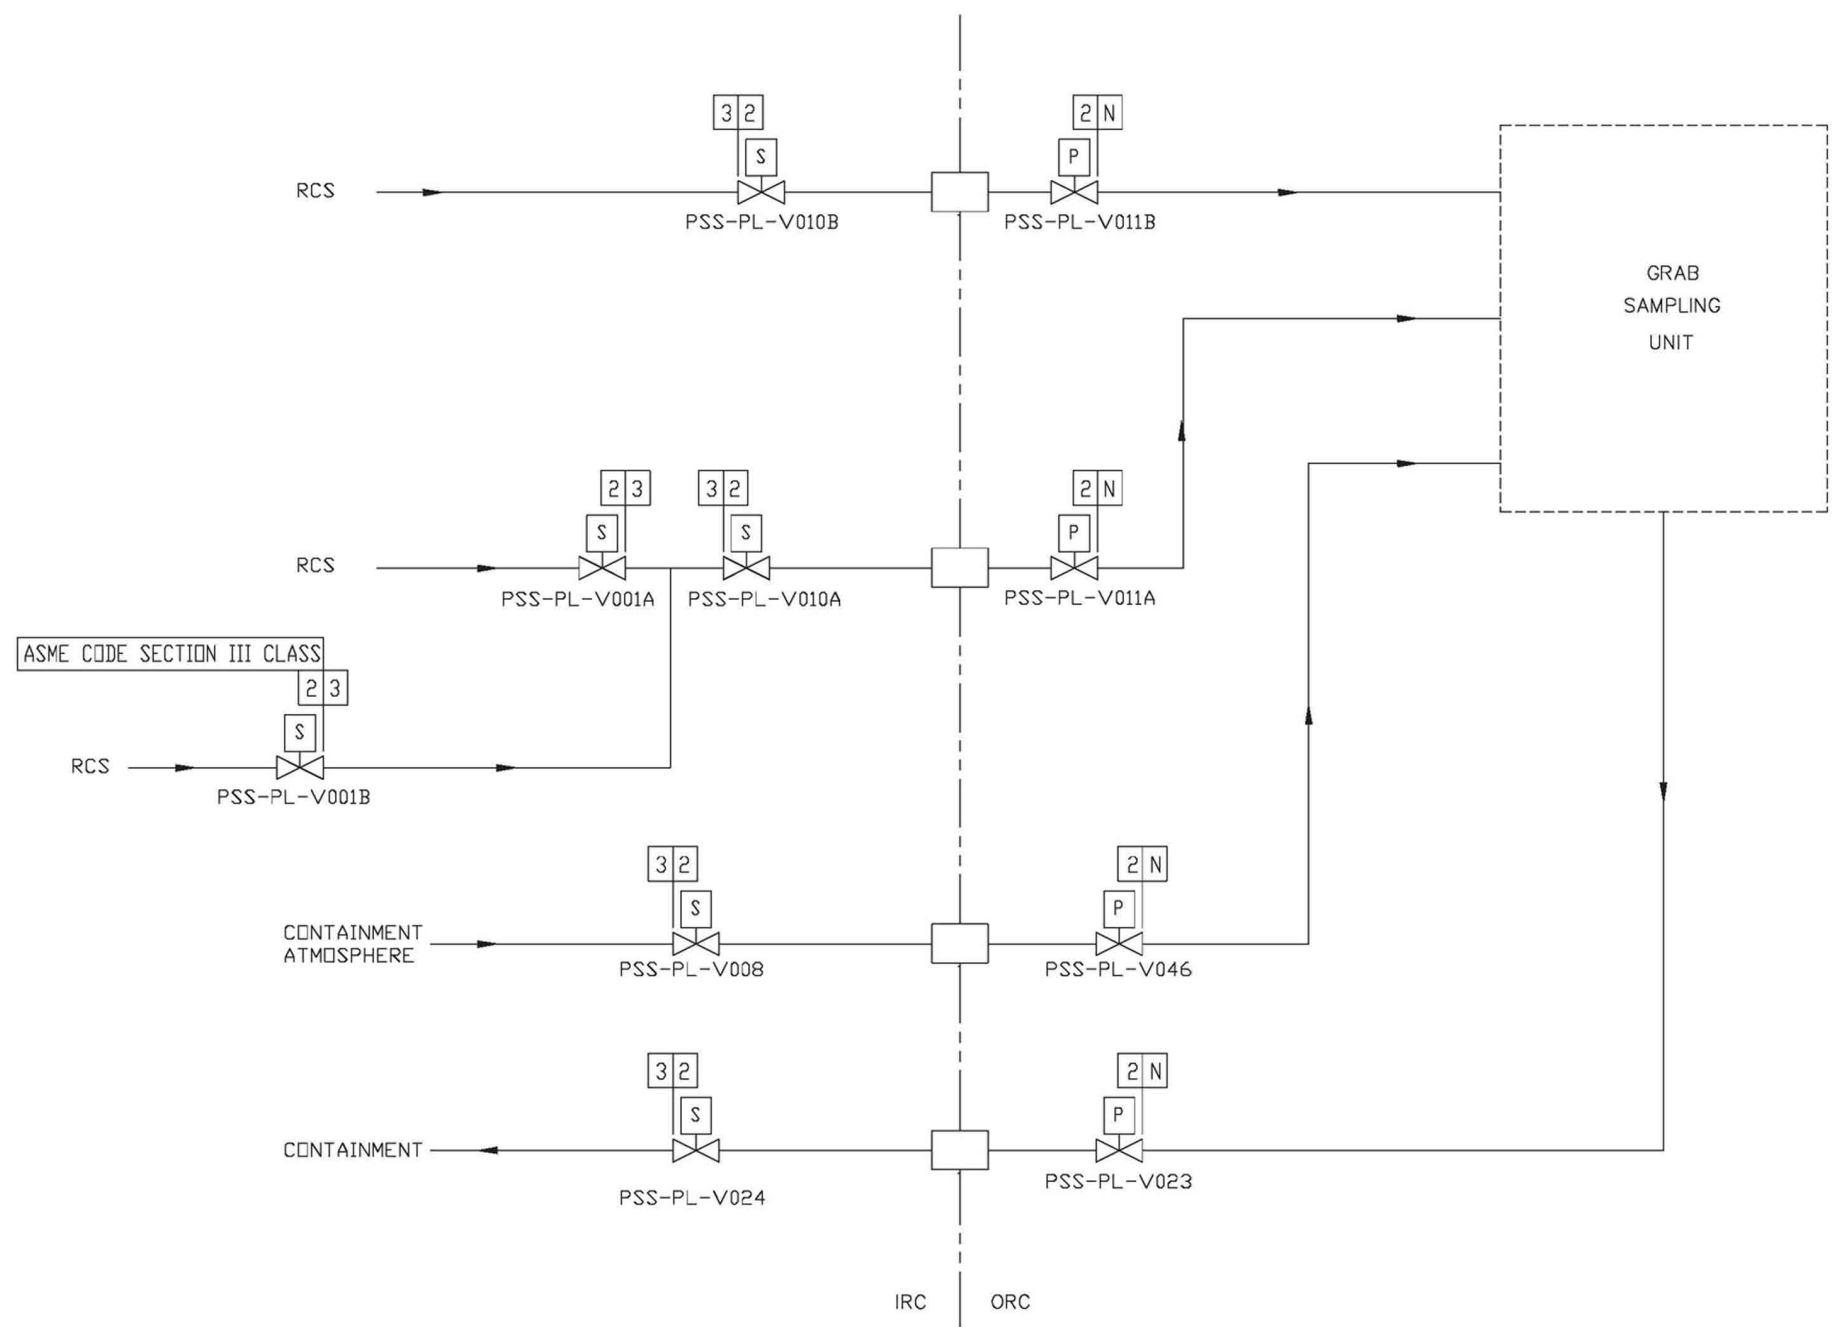 3 2
2 N
S
P
RCS
PSS-PL-V010B
PSS-PL-V011B
GRAB
SAMPLING
UNIT
2 3
3 2
2 N
S
S
P
RCS
PSS-PL-V001A
PSS-PL-V010A
PSS-PL-V011A
ASME CODE SECTION III CLASS
2 3
S
RCS
PSS-PL-V001B
3 2
2 N
S
P
CONTAINMENT
ATMOSPHERE
PSS-PL-V008
PSS-PL-V046
3 2
2 N
S
P
CONTAINMENT
PSS-PL-V024
PSS-PL-V023
IRC
ORC